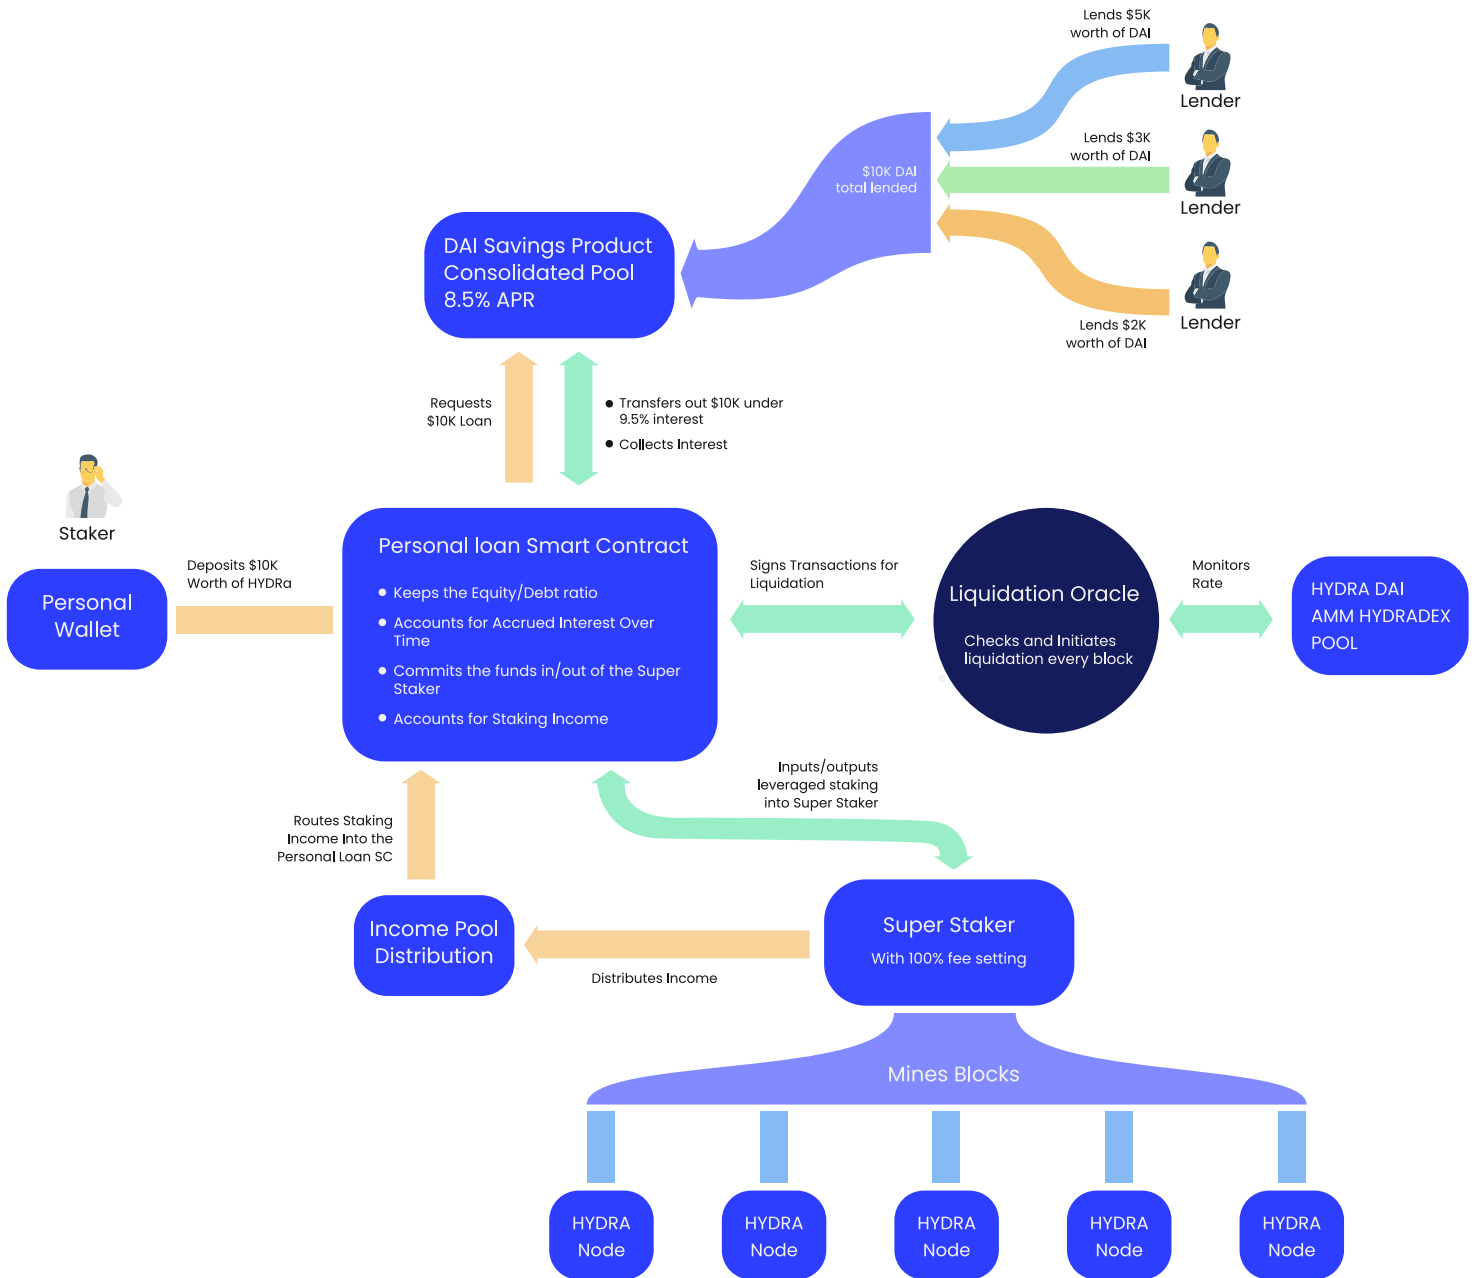 Lends $5K
worth of DAI
Lender
Lends $3K
worth of DAI
Lender
$10K DAI
total lended
Lends $2K
worth of DAI
Lender
DAI Savings Product
Consolidated Pool
8.5% APR
Requests
$10K Loan
Transfers out $10K under
9.5% interest
Collects Interest
Staker
Personal
Wallet
Deposits $10K
Worth of HYDRa
Personal loan Smart Contract
Keeps the Equity/Debt ratio
Accounts for Accrued Interest Over
Time
Commits the funds in/out of the Super
Staker
Accounts for Staking Income
Signs Transactions for
Liquidation
Liquidation Oracle
Checks and Initiates
liquidation every block
Monitors
Rate
HYDRA DAI
AMM HYDRADEX
POOL
Inputs/outputs
leveraged staking
into Super Staker
Routes Staking
Income Into the
Personal Loan SC
Income Pool
Distribution
Distributes Income
Super Staker
With 100% fee setting
Mines Blocks
HYDRA
Node
HYDRA
Node
HYDRA
Node
HYDRA
Node
HYDRA
Node